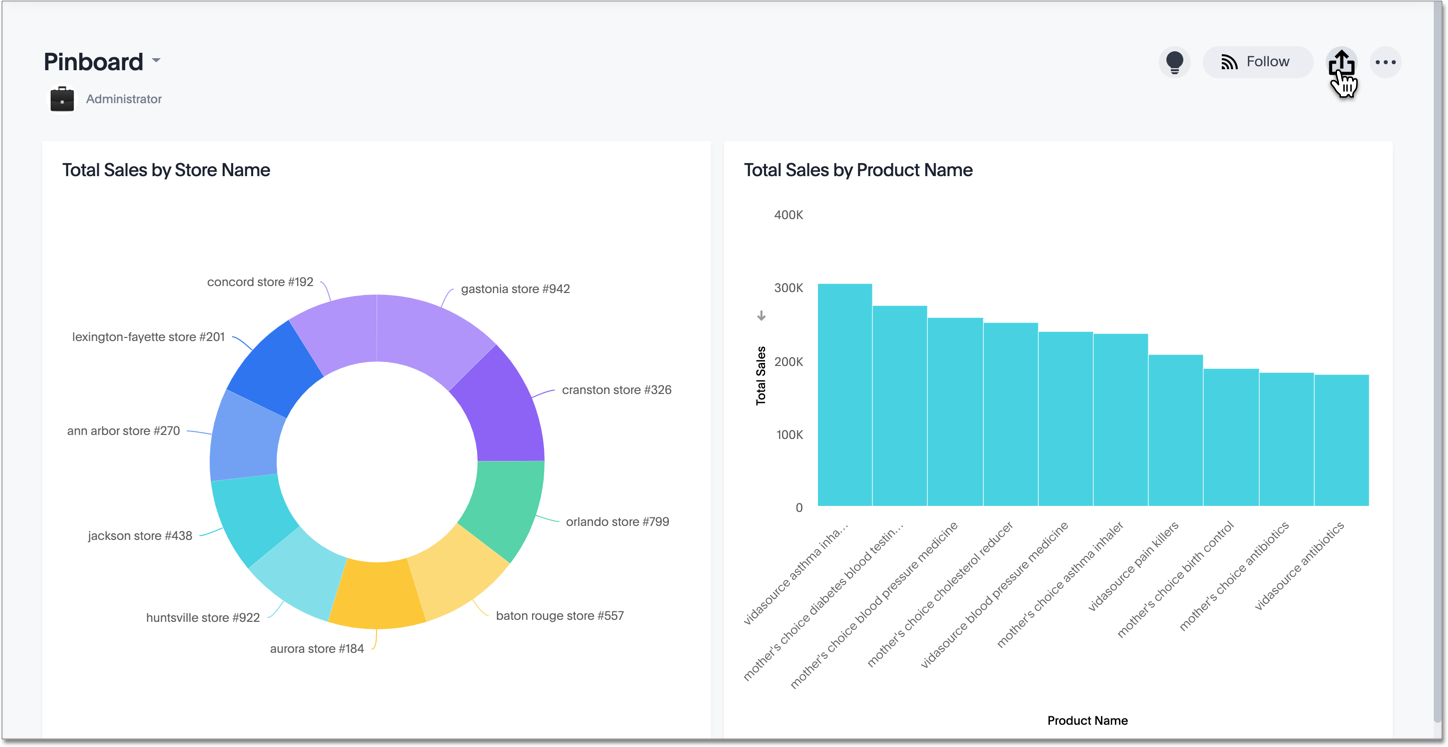 Pinboard
Follow
Administrator
Total Sales by Store Name
concord store #192
gastonia store #942
lexington-fayette store #201
cranston store #326
ann arbor store #270
orlando store #799
jackson store #438
huntsville store #922
baton rouge store #557
aurora store #184
Total Sales by Product Name
400K
300K
200K
100K
0
Total Sales
vidasource asthma inha...
mother's choice diabetes blood testin...
mother's choice blood pressure medicine
mother's choice cholesterol reducer
vidasource blood pressure medicine
mother's choice asthma inhaler
vidasource pain killers
mother's choice birth control
mother's choice antibiotics
vidasource antibiotics
Product Name